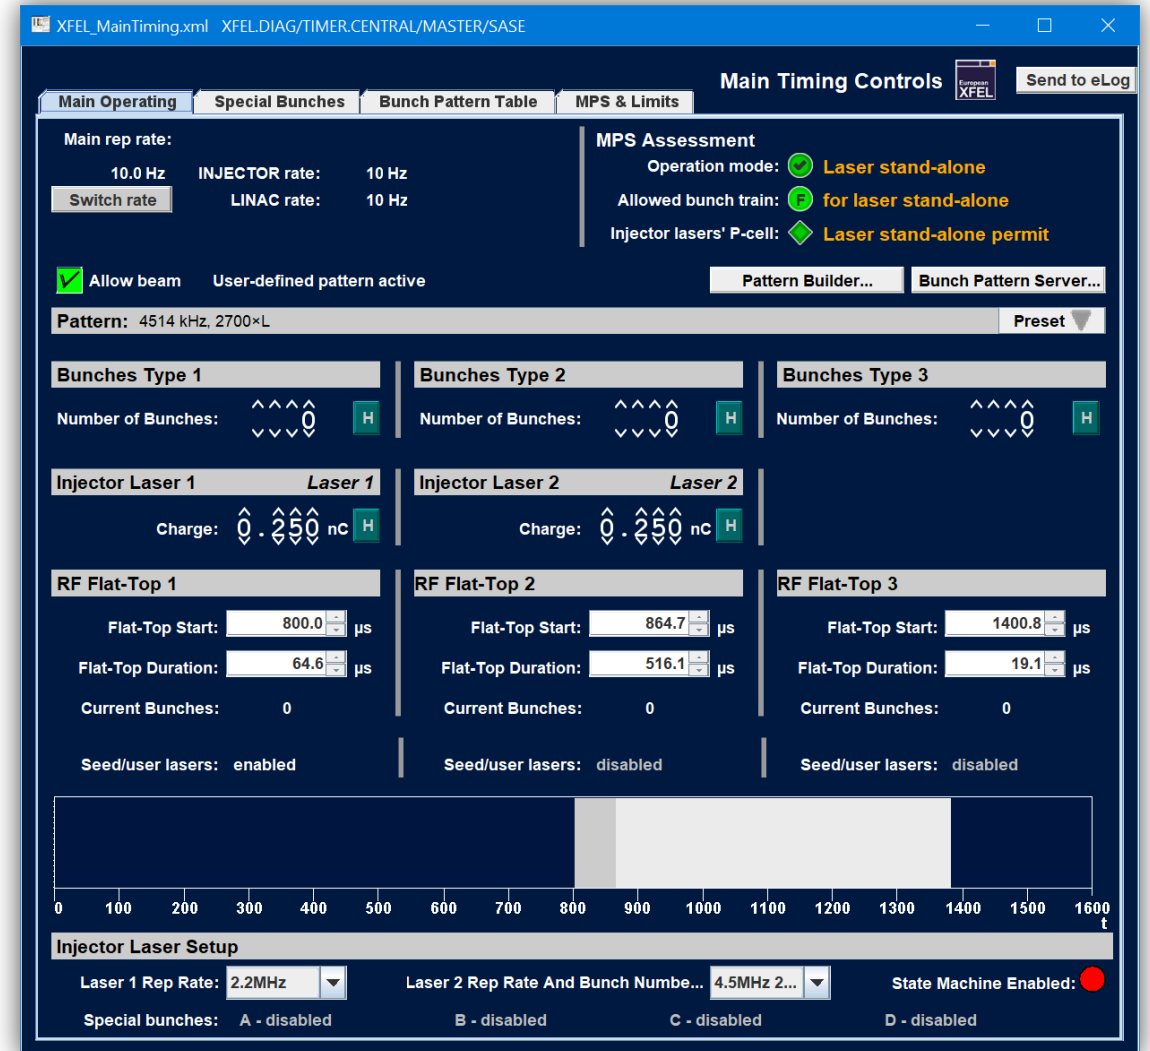 XFEL_MainTiming.xml XFEL.DIAG/TIMER.CENTRAL/MASTER/SASE
Main Timing Controls
European
XFEL
Send to eLog
Main Operating
Special Bunches
Bunch Pattern Table
MPS & Limits
Main rep rate:
10.0 Hz INJECTOR rate: 10 Hz
Switch rate LINAC rate: 10 Hz
MPS Assessment
Operation mode: Laser stand-alone
Allowed bunch train: F for laser stand-alone
Injector lasers' P-cell: Laser stand-alone permit
Allow beam User-defined pattern active
Pattern Builder... Bunch Pattern Server...
Pattern: 4514 kHz, 2700×L
Preset
Bunches Type 1 Bunches Type 2 Bunches Type 3
Number of Bunches: 0 H Number of Bunches: 0 H Number of Bunches: 0 H
Injector Laser 1 Laser 1 Injector Laser 2 Laser 2
Charge: 0.250 nC H Charge: 0.250 nC H
RF Flat-Top 1 RF Flat-Top 2 RF Flat-Top 3
Flat-Top Start: 800.0 µs Flat-Top Start: 864.7 µs Flat-Top Start: 1400.8 µs
Flat-Top Duration: 64.6 µs Flat-Top Duration: 516.1 µs Flat-Top Duration: 19.1 µs
Current Bunches: 0 Current Bunches: 0 Current Bunches: 0
Seed/user lasers: enabled Seed/user lasers: disabled Seed/user lasers: disabled
0 100 200 300 400 500 600 700 800 900 1000 1100 1200 1300 1400 1500 1600
t
Injector Laser Setup
Laser 1 Rep Rate: 2.2MHz Laser 2 Rep Rate And Bunch Numbe... 4.5MHz 2... State Machine Enabled:
Special bunches: A - disabled B - disabled C - disabled D - disabled